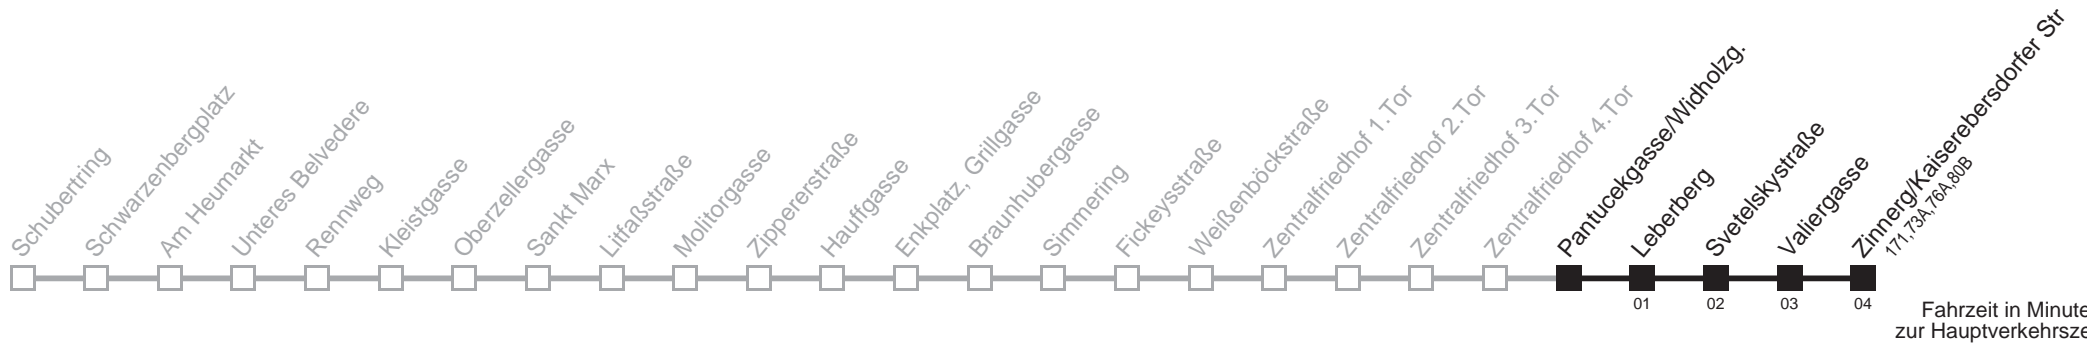 Schubertring
Schwarzenbergplatz
Am Heumarkt
Unteres Belvedere
Rennweg
Kleistgasse
Oberzellergasse
Sankt Marx
Litfaßstraße
Molitorgasse
Zippererstraße
Hauffgasse
Enkplatz, Grillgasse
Braunhubergasse
Simmering
Fickeysstraße
Weißenböckstraße
Zentralfriedhof 1.Tor
Zentralfriedhof 2.Tor
Zentralfriedhof 3.Tor
Zentralfriedhof 4.Tor
Pantucekgasse/Widholzg.
Leberberg
Svetelskystraße
Valiergasse
Zinnerg/Kaiserebersdorfer Str
171,73A,76A,80B
01 02 03 04
Fahrzeit in Minute
zur Hauptverkehrsze